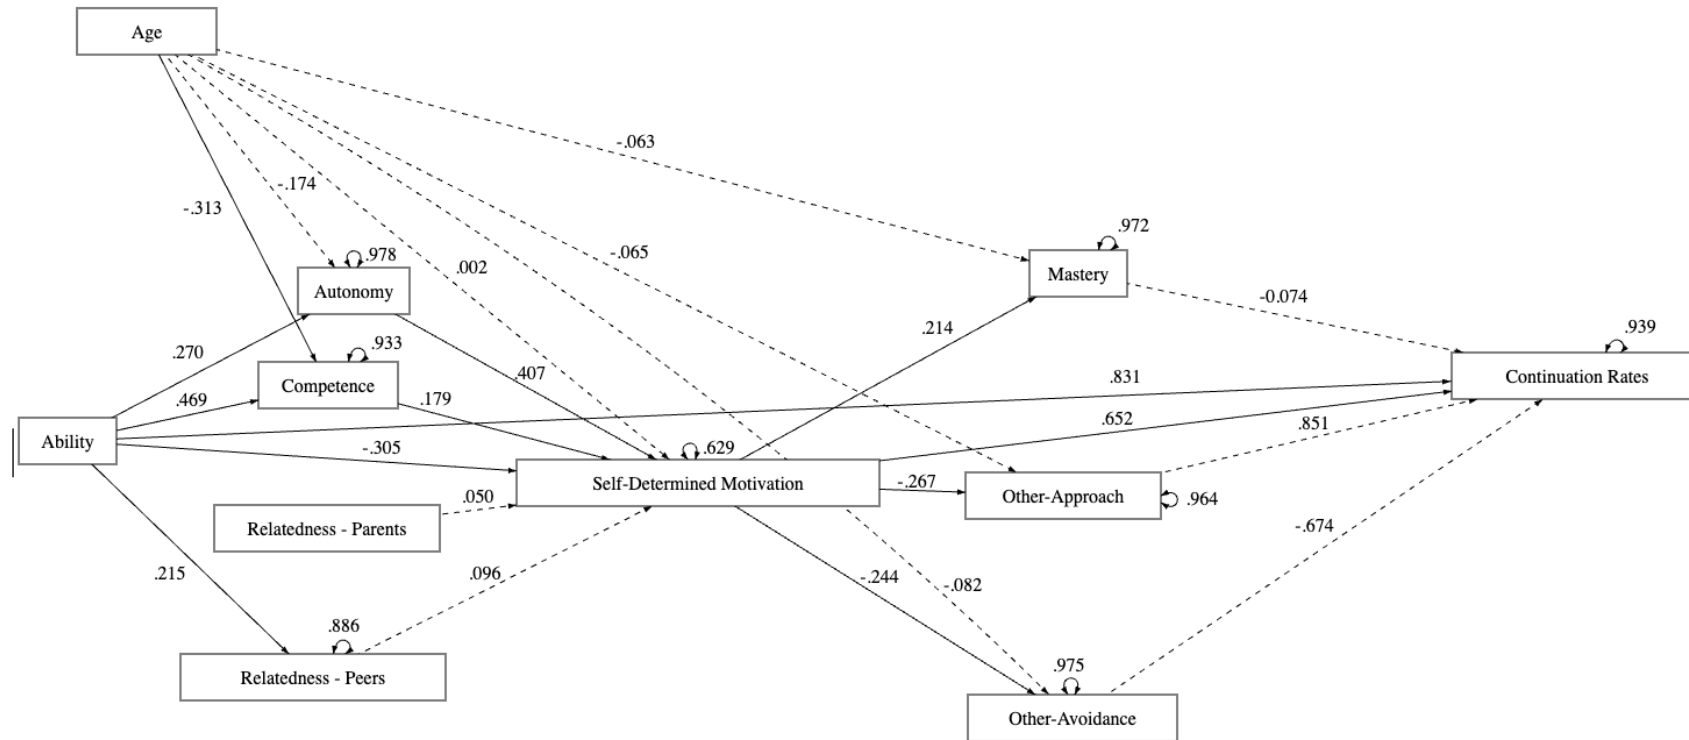 Age
-.063
-.174
-.313
.972
-.065
.978
.002
Mastery
Autonomy
-0.074
.214
.939
.933
.270
Continuation Rates
.407
.831
Competence
.469
.179
.652
.851
Ability
-.305
.629
Self-Determined Motivation
-.267
Other-Approach
.964
.050
Relatedness - Parents
-.674
.215
.096
-.244
-.082
.886
.975
Relatedness - Peers
Other-Avoidance